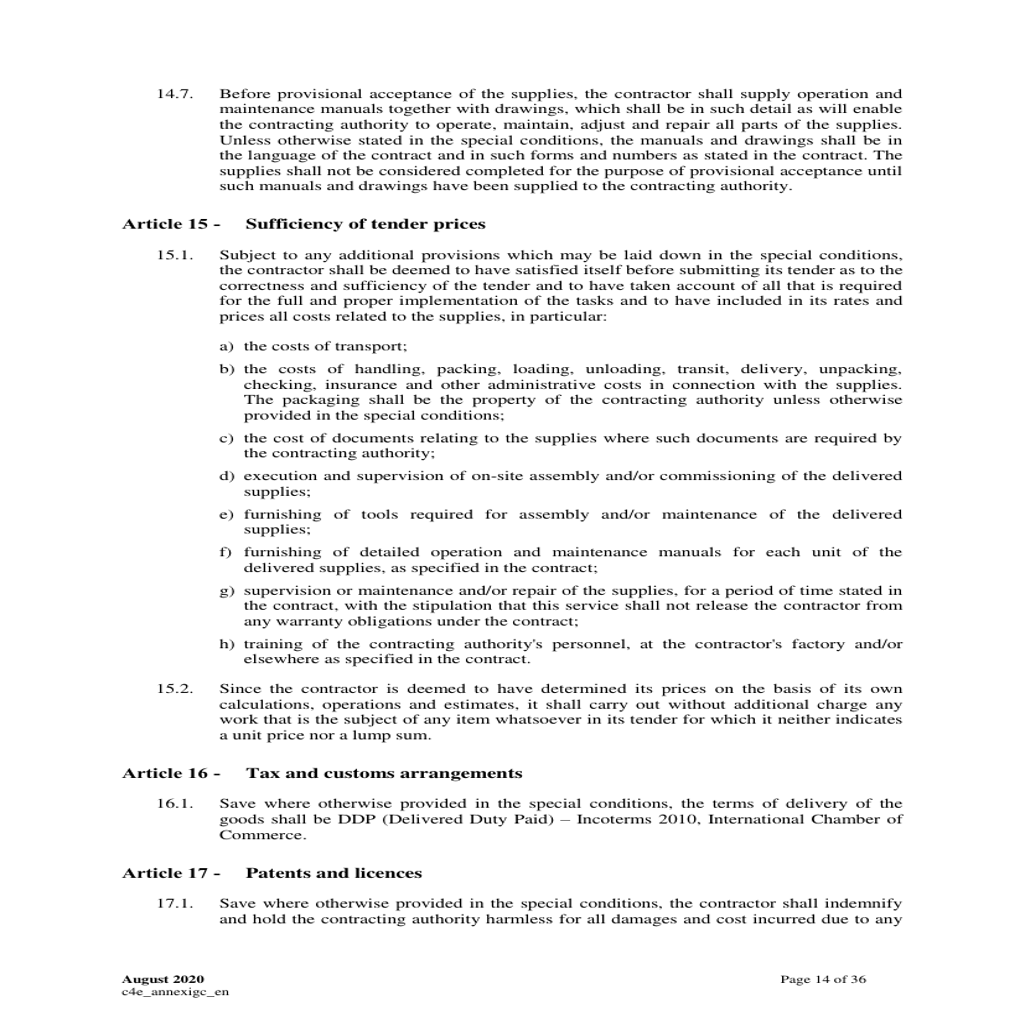 14.7. Before provisional acceptance of the supplies, the contractor shall supply operation and
maintenance manuals together with drawings, which shall be in such detail as will enable
the contracting authority to operate, maintain, adjust and repair all parts of the supplies.
Unless otherwise stated in the special conditions, the manuals and drawings shall be in
the language of the contract and in such forms and numbers as stated in the contract. The
supplies shall not be considered completed for the purpose of provisional acceptance until
such manuals and drawings have been supplied to the contracting authority.
Article 15 - Sufficiency of tender prices
15.1. Subject to any additional provisions which may be laid down in the special conditions,
the contractor shall be deemed to have satisfied itself before submitting its tender as to the
correctness and sufficiency of the tender and to have taken account of all that is required
for the full and proper implementation of the tasks and to have included in its rates and
prices all costs related to the supplies, in particular:
a) the costs of transport;
b) the costs of handling, packing, loading, unloading, transit, delivery, unpacking,
checking, insurance and other administrative costs in connection with the supplies.
The packaging shall be the property of the contracting authority unless otherwise
provided in the special conditions;
c) the cost of documents relating to the supplies where such documents are required by
the contracting authority;
d) execution and supervision of on-site assembly and/or commissioning of the delivered
supplies;
e) furnishing of tools required for assembly and/or maintenance of the delivered
supplies;
f) furnishing of detailed operation and maintenance manuals for each unit of the
delivered supplies, as specified in the contract;
g) supervision or maintenance and/or repair of the supplies, for a period of time stated in
the contract, with the stipulation that this service shall not release the contractor from
any warranty obligations under the contract;
h) training of the contracting authority's personnel, at the contractor's factory and/or
elsewhere as specified in the contract.
15.2. Since the contractor is deemed to have determined its prices on the basis of its own
calculations, operations and estimates, it shall carry out without additional charge any
work that is the subject of any item whatsoever in its tender for which it neither indicates
a unit price nor a lump sum.
Article 16 - Tax and customs arrangements
16.1. Save where otherwise provided in the special conditions, the terms of delivery of the
goods shall be DDP (Delivered Duty Paid) – Incoterms 2010, International Chamber of
Commerce.
Article 17 - Patents and licences
17.1. Save where otherwise provided in the special conditions, the contractor shall indemnify
and hold the contracting authority harmless for all damages and cost incurred due to any
August 2020 Page 14 of 36
c4e_annexigc_en